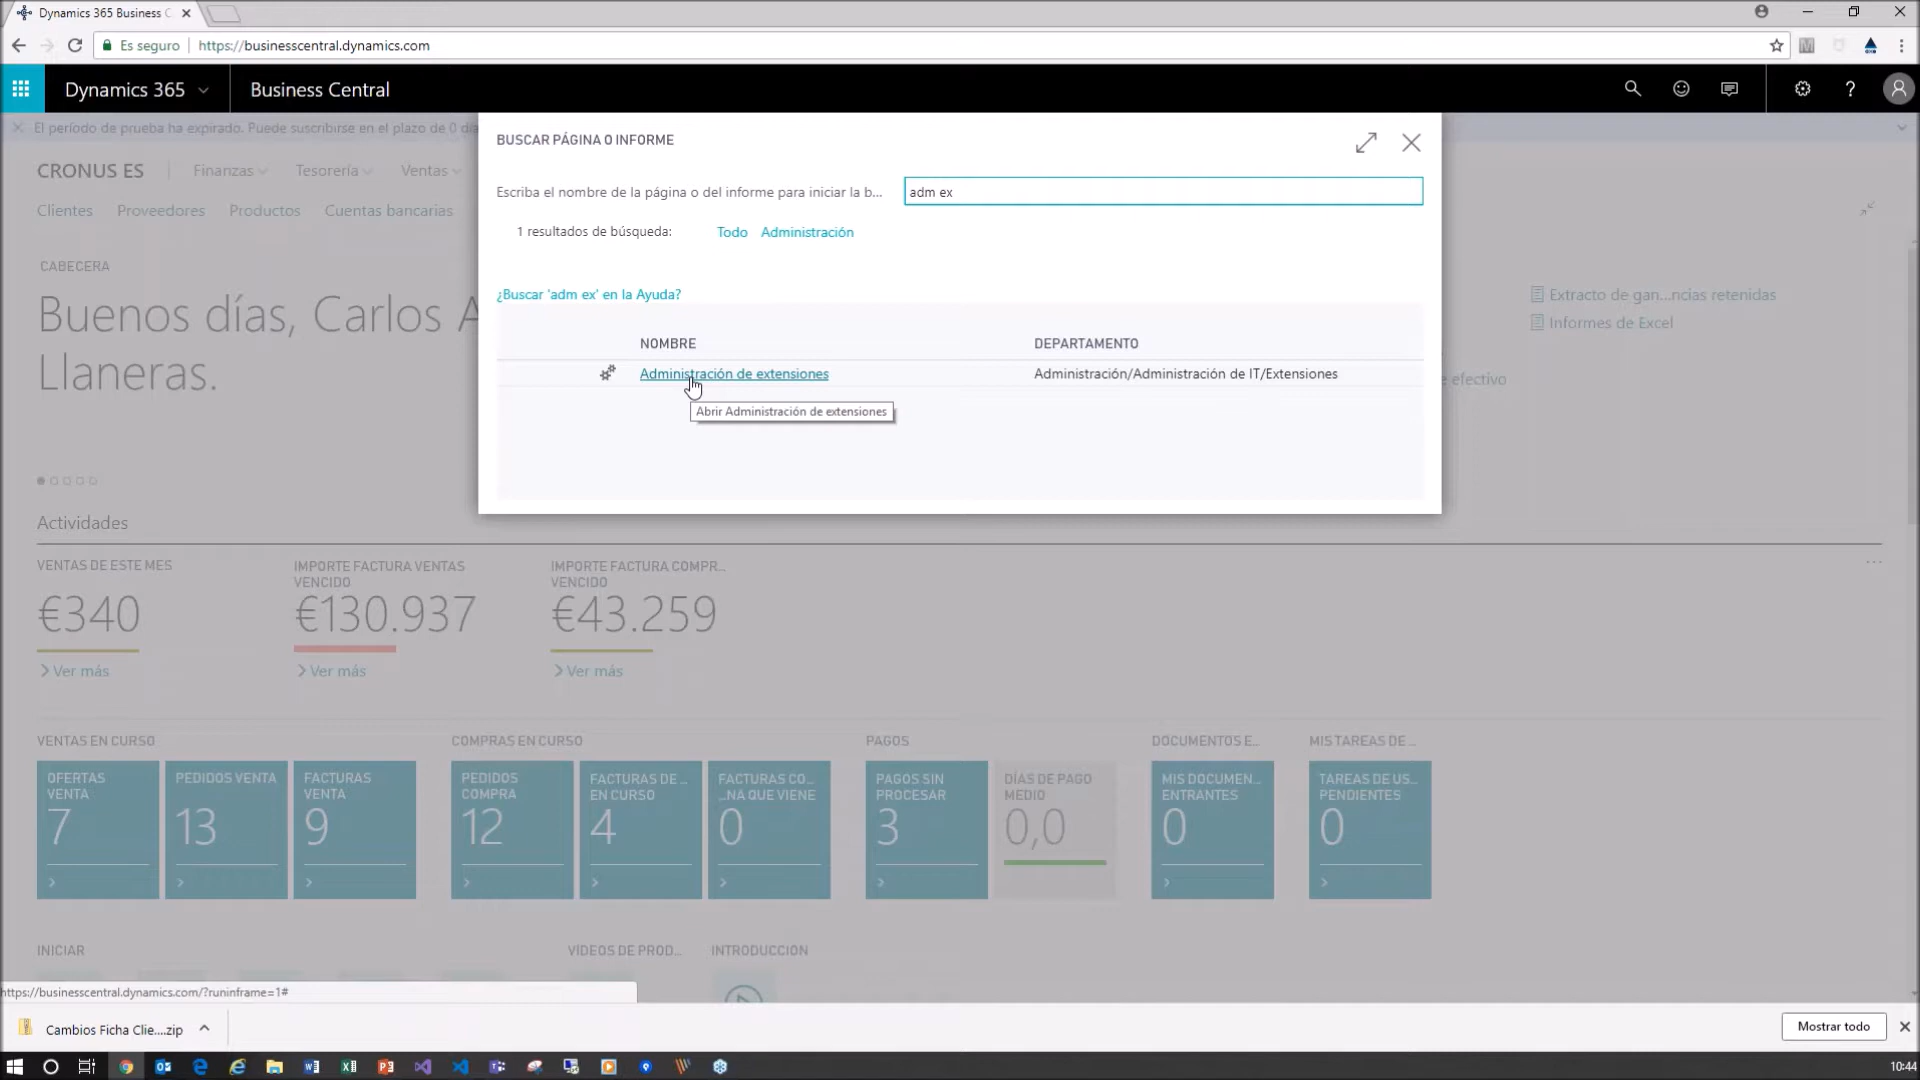 Dynamics 365 Business C
Es seguro
https://businesscentral.dynamics.com
Dynamics 365
Business Central
El período de prueba ha expirado. Puede suscribirse en el plazo de 0 día
CRONUS ES
Finanzas
Tesorería
Ventas
Clientes
Proveedores
Productos
Cuentas bancarias
BUSCAR PÁGINA O INFORME
Escriba el nombre de la página o del informe para iniciar la b...
adm ex
1 resultados de búsqueda:
Todo
Administración
¿Buscar 'adm ex' en la Ayuda?
NOMBRE
DEPARTAMENTO
Administración de extensiones
Administración/Administración de IT/Extensiones
Abrir Administración de extensiones
CABECERA
Buenos días, Carlos A
Llaneras.
Extracto de gan...ncias retenidas
Informes de Excel
e efectivo
Actividades
VENTAS DE ESTE MES
€340
Ver más
IMPORTE FACTURA VENTAS
VENCIDO
€130.937
Ver más
IMPORTE FACTURA COMPR...
VENCIDO
€43.259
Ver más
VENTAS EN CURSO
COMPRAS EN CURSO
PAGOS
DOCUMENTOS E...
MIS TAREAS DE ...
OFERTAS
VENTA
7
PEDIDOS VENTA
13
FACTURAS
VENTA
9
PEDIDOS
COMPRA
12
FACTURAS DE ...
EN CURSO
4
FACTURAS CO...
...NA QUE VIENE
0
PAGOS SIN
PROCESAR
3
DÍAS DE PAGO
MEDIO
0,0
MIS DOCUMEN...
ENTRANTES
0
TAREAS DE US...
PENDIENTES
0
INICIAR
VIDEOS DE PROD...
INTRODUCCION
https://businesscentral.dynamics.com/?runinframe=1#
Cambios Ficha Clie....zip
Mostrar todo
10:44